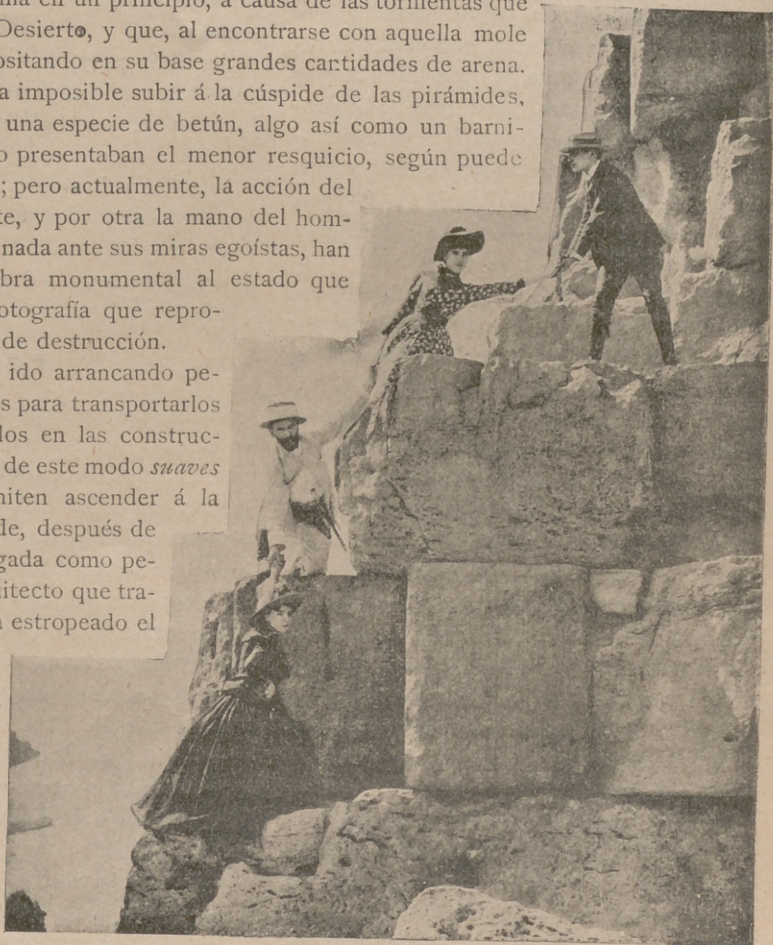 en un principio, a causa de las tormentas que
Desierto, y que, al encontrarse con aquella mole
ositando en su base grandes cantidades de arena.
a imposible subir á la cúspide de las pirámides,
una especie de betún, algo así como un barni-
o presentaban el menor resquicio, según puede
; pero actualmente, la acción del
te, y por otra la mano del hom-
nada ante sus miras egoístas, han
bra monumental al estado que
otografía que repro-
de destrucción.
ido arrancando pe-
s para transportarlos
los en las construc-
de este modo suaves
niten ascender á la
de, después de
gada como pe-
itecto que tra-
a estropeado el